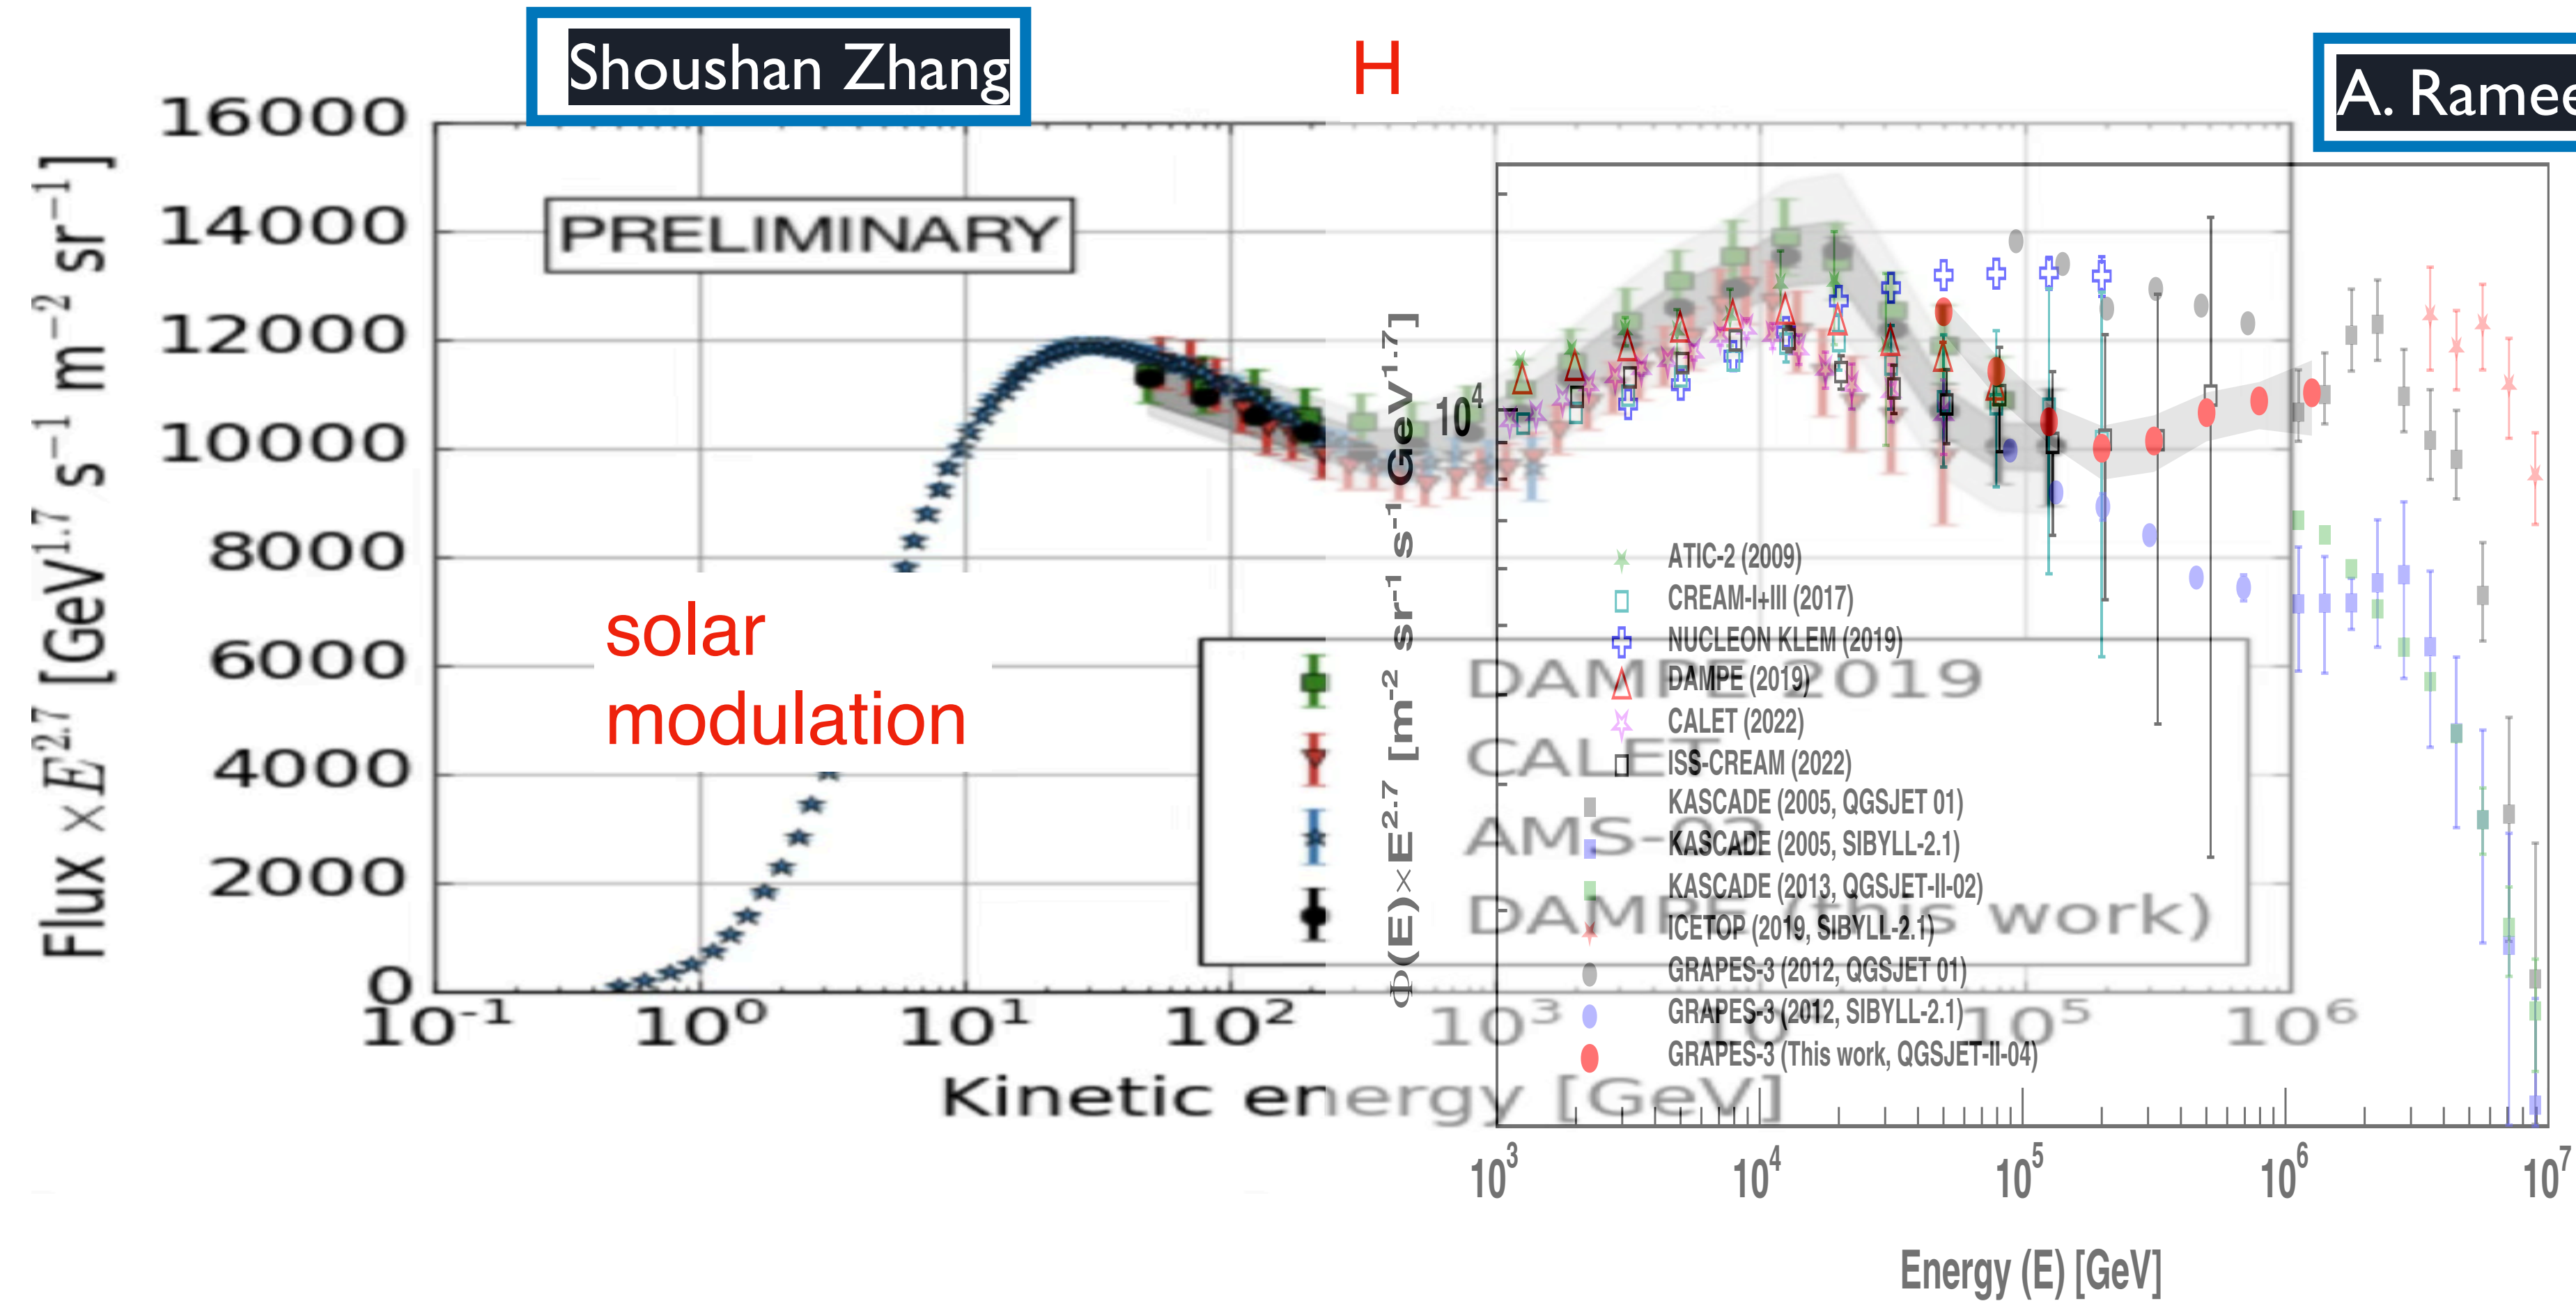 Shoustan Zhang
H
A. Ramee
16000
14000
12000
10000
8000
6000
4000
2000
0
Flux ×E^2.7 [GeV^1.7 s^−1 m^−2 sr^−1]
PRELIMINARY
solar
modulation
DAMPE 2019
CALET
AMS-02
DAMPE (this work)
10^-1 10^0 10^1 10^2 10^3 10^4 10^5 10^6
Kinetic energy [GeV]
Φ(E)×E^2.7 [m^-2 sr^-1 s^-1 GeV^1.7]
10^4
ATIC-2 (2009)
CREAM-I+III (2017)
NUCLEON KLEM (2019)
DAMPE (2019)
CALET (2022)
ISS-CREAM (2022)
KASCADE (2005, QGSJET 01)
KASCADE (2005, SIBYLL-2.1)
KASCADE (2013, QGSJET-II-02)
ICETOP (2019, SIBYLL-2.1)
GRAPES-3 (2012, QGSJET 01)
GRAPES-3 (2012, SIBYLL-2.1)
GRAPES-3 (This work, QGSJET-II-04)
10^3 10^4 10^5 10^6 10^7
Energy (E) [GeV]